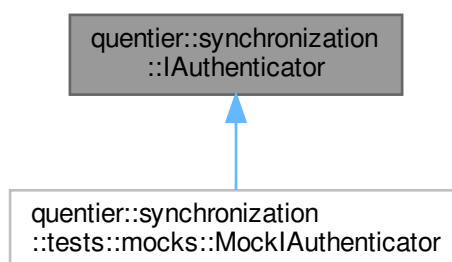 quentier::synchronization
::IAuthenticator
quentier::synchronization
::tests::mocks::MockIAuthenticator